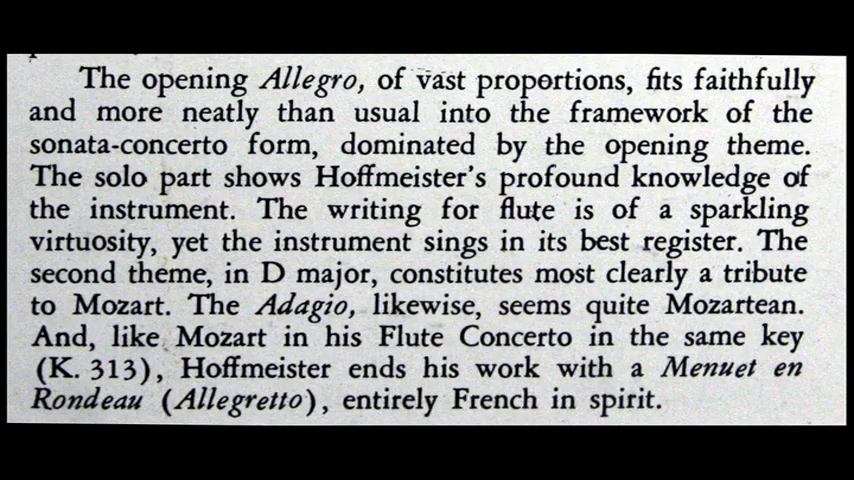 The opening Allegro, of vast proportions, fits faithfully
and more neatly than usual into the framework of the
sonata-concerto form, dominated by the opening theme.
The solo part shows Hoffmeister's profound knowledge of
the instrument. The writing for flute is of a sparkling
virtuosity, yet the instrument sings in its best register. The
second theme, in D major, constitutes most clearly a tribute
to Mozart. The Adagio, likewise, seems quite Mozartean.
And, like Mozart in his Flute Concerto in the same key
(K. 313), Hoffmeister ends his work with a Menuet en
Rondeau (Allegretto), entirely French in spirit.